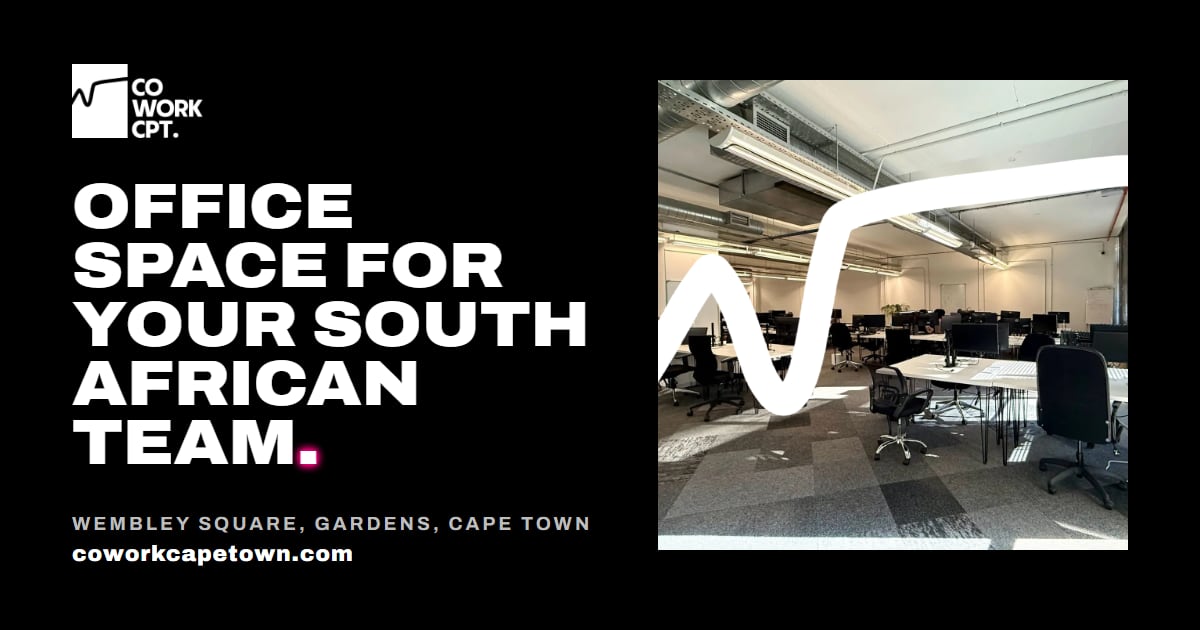 CO
WORK
CPT.
OFFICE
SPACE FOR
YOUR SOUTH
AFRICAN
TEAM.
WEMBLEY SQUARE, GARDENS, CAPE TOWN
coworkcapetown.com